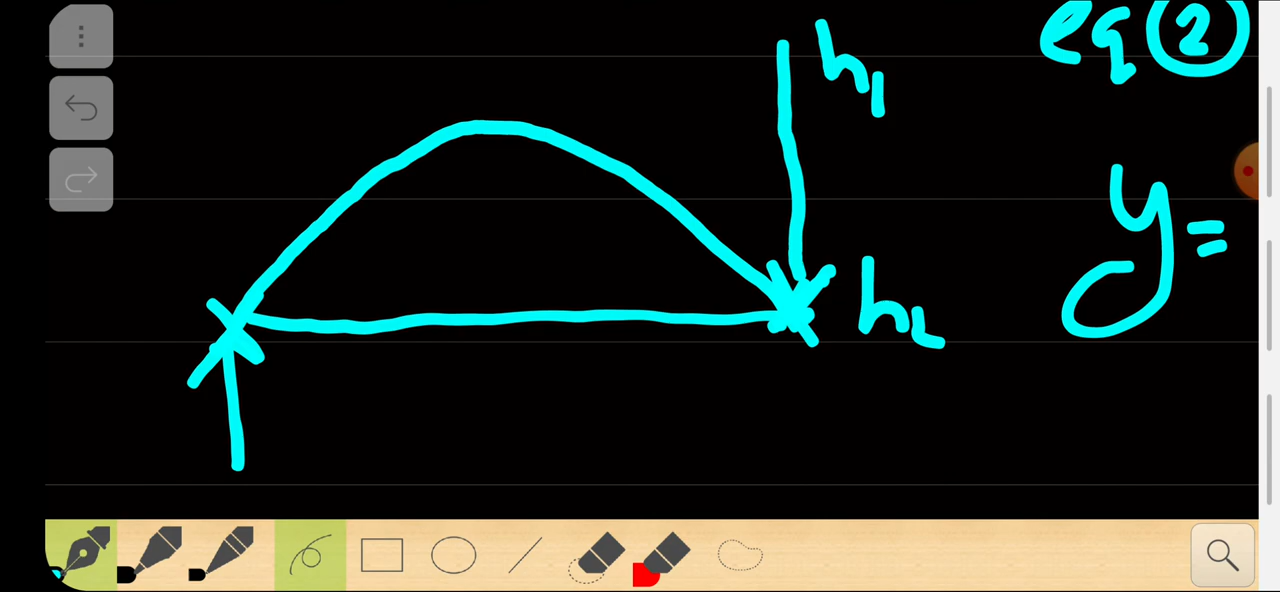 eq ②
h₁
y=
h₂